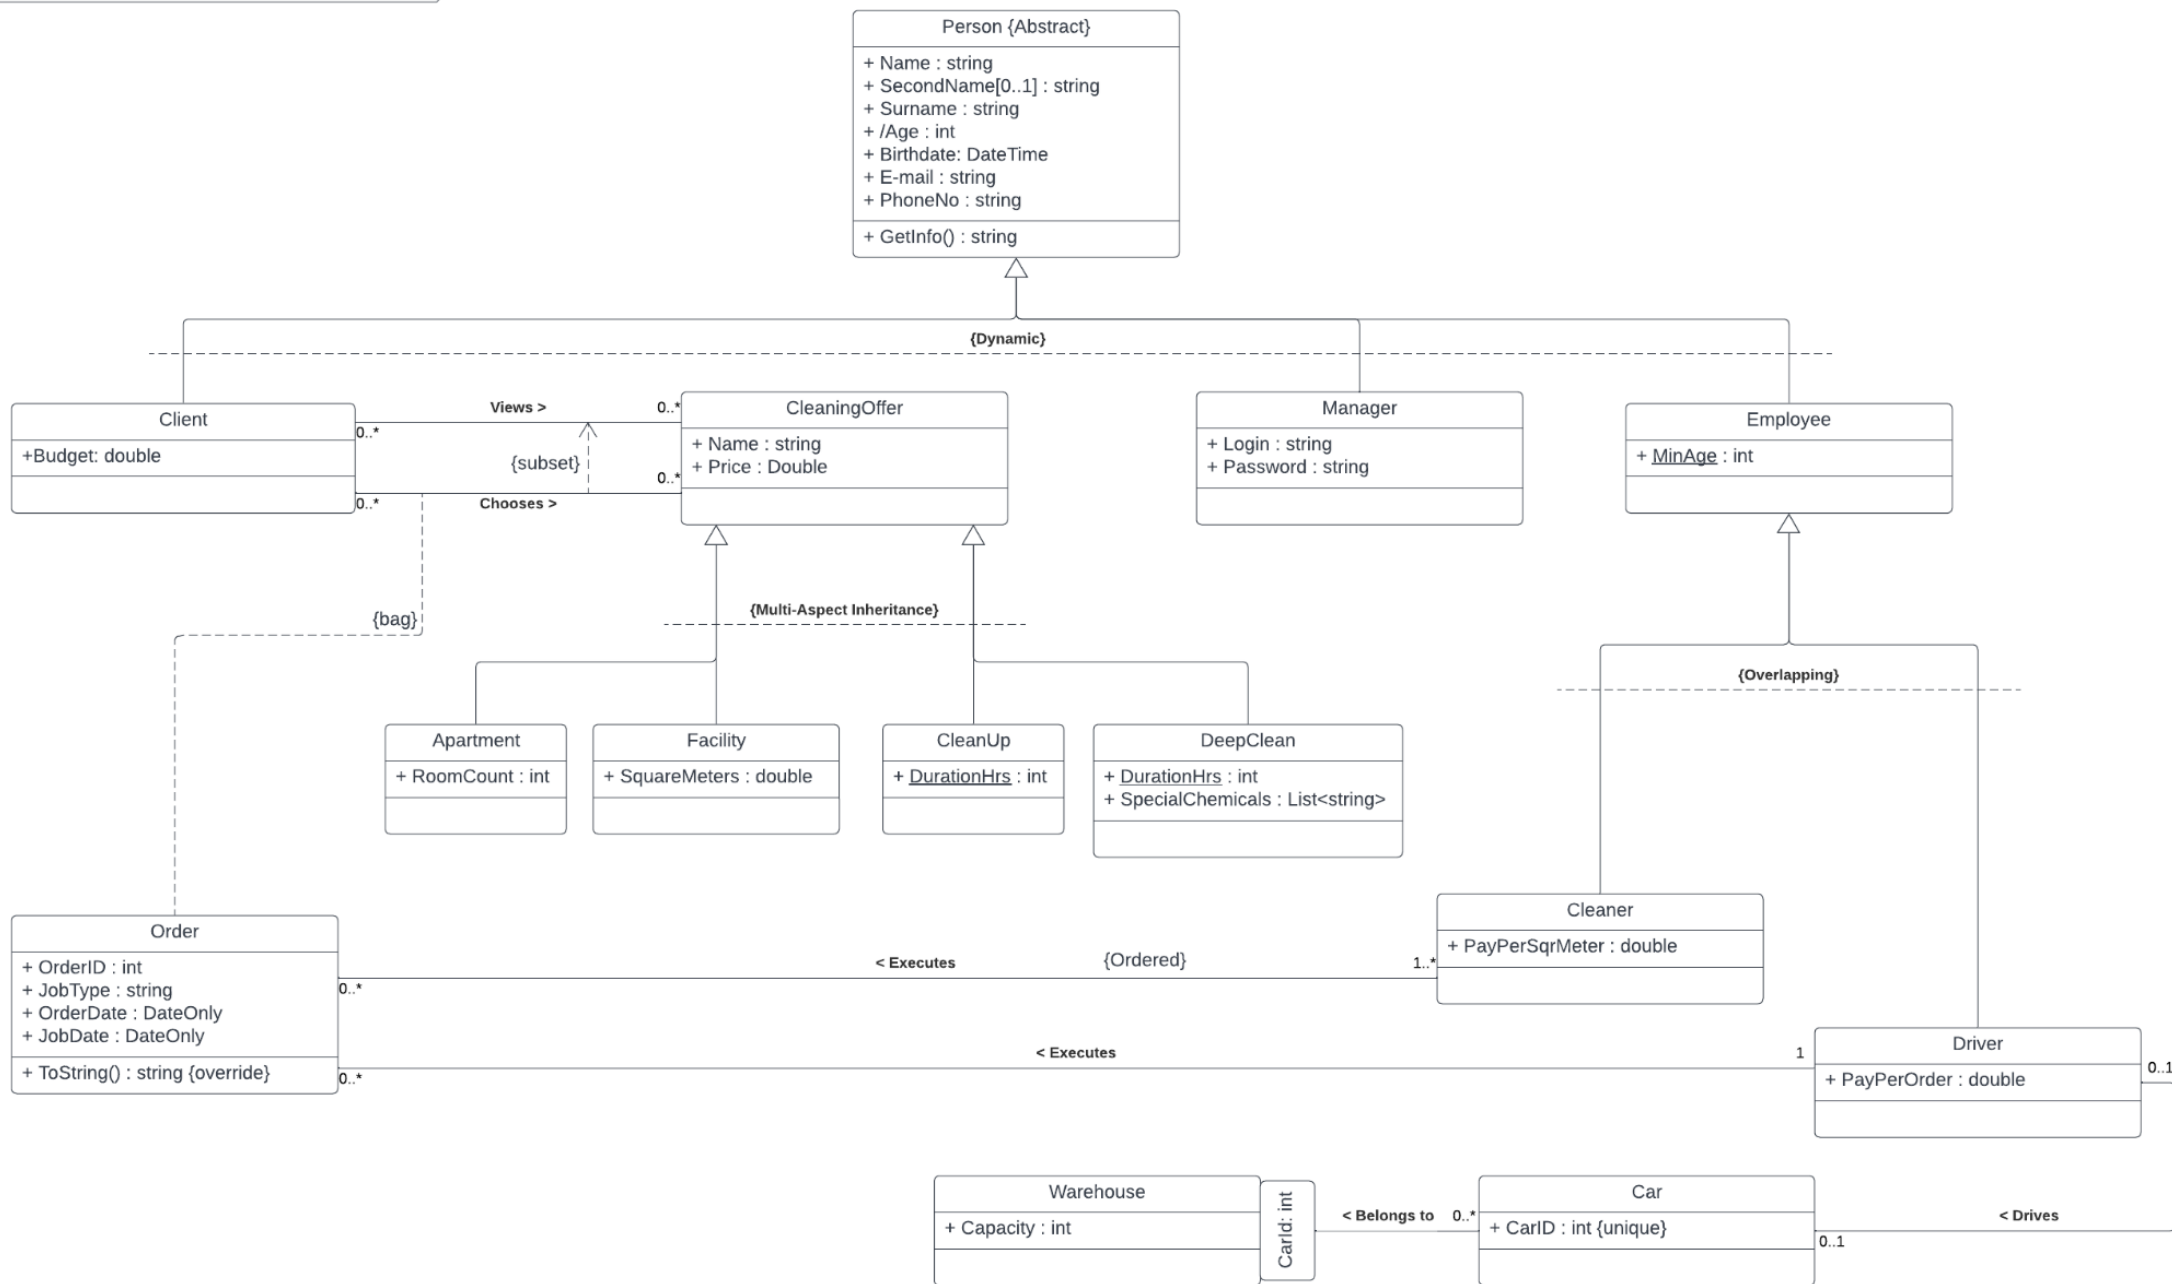 Person {Abstract}
+ Name : string
+ SecondName[0..1] : string
+ Surname : string
+ /Age : int
+ Birthdate: DateTime
+ E-mail : string
+ PhoneNo : string
+ GetInfo() : string
{Dynamic}
Client
+Budget: double
Views >
0..*
0..*
{subset}
0..*
0..*
Chooses >
CleaningOffer
+ Name : string
+ Price : Double
Manager
+ Login : string
+ Password : string
Employee
+ MinAge : int
{bag}
{Multi-Aspect Inheritance}
{Overlapping}
Apartment
+ RoomCount : int
Facility
+ SquareMeters : double
CleanUp
+ DurationHrs : int
DeepClean
+ DurationHrs : int
+ SpecialChemicals : List<string>
Order
+ OrderID : int
+ JobType : string
+ OrderDate : DateOnly
+ JobDate : DateOnly
+ ToString() : string {override}
< Executes
{Ordered}
1..*
0..*
Cleaner
+ PayPerSqrMeter : double
< Executes
1
0..*
Driver
+ PayPerOrder : double
0..1
Warehouse
+ Capacity : int
CarId: int
< Belongs to
0..*
Car
+ CarID : int {unique}
< Drives
0..1